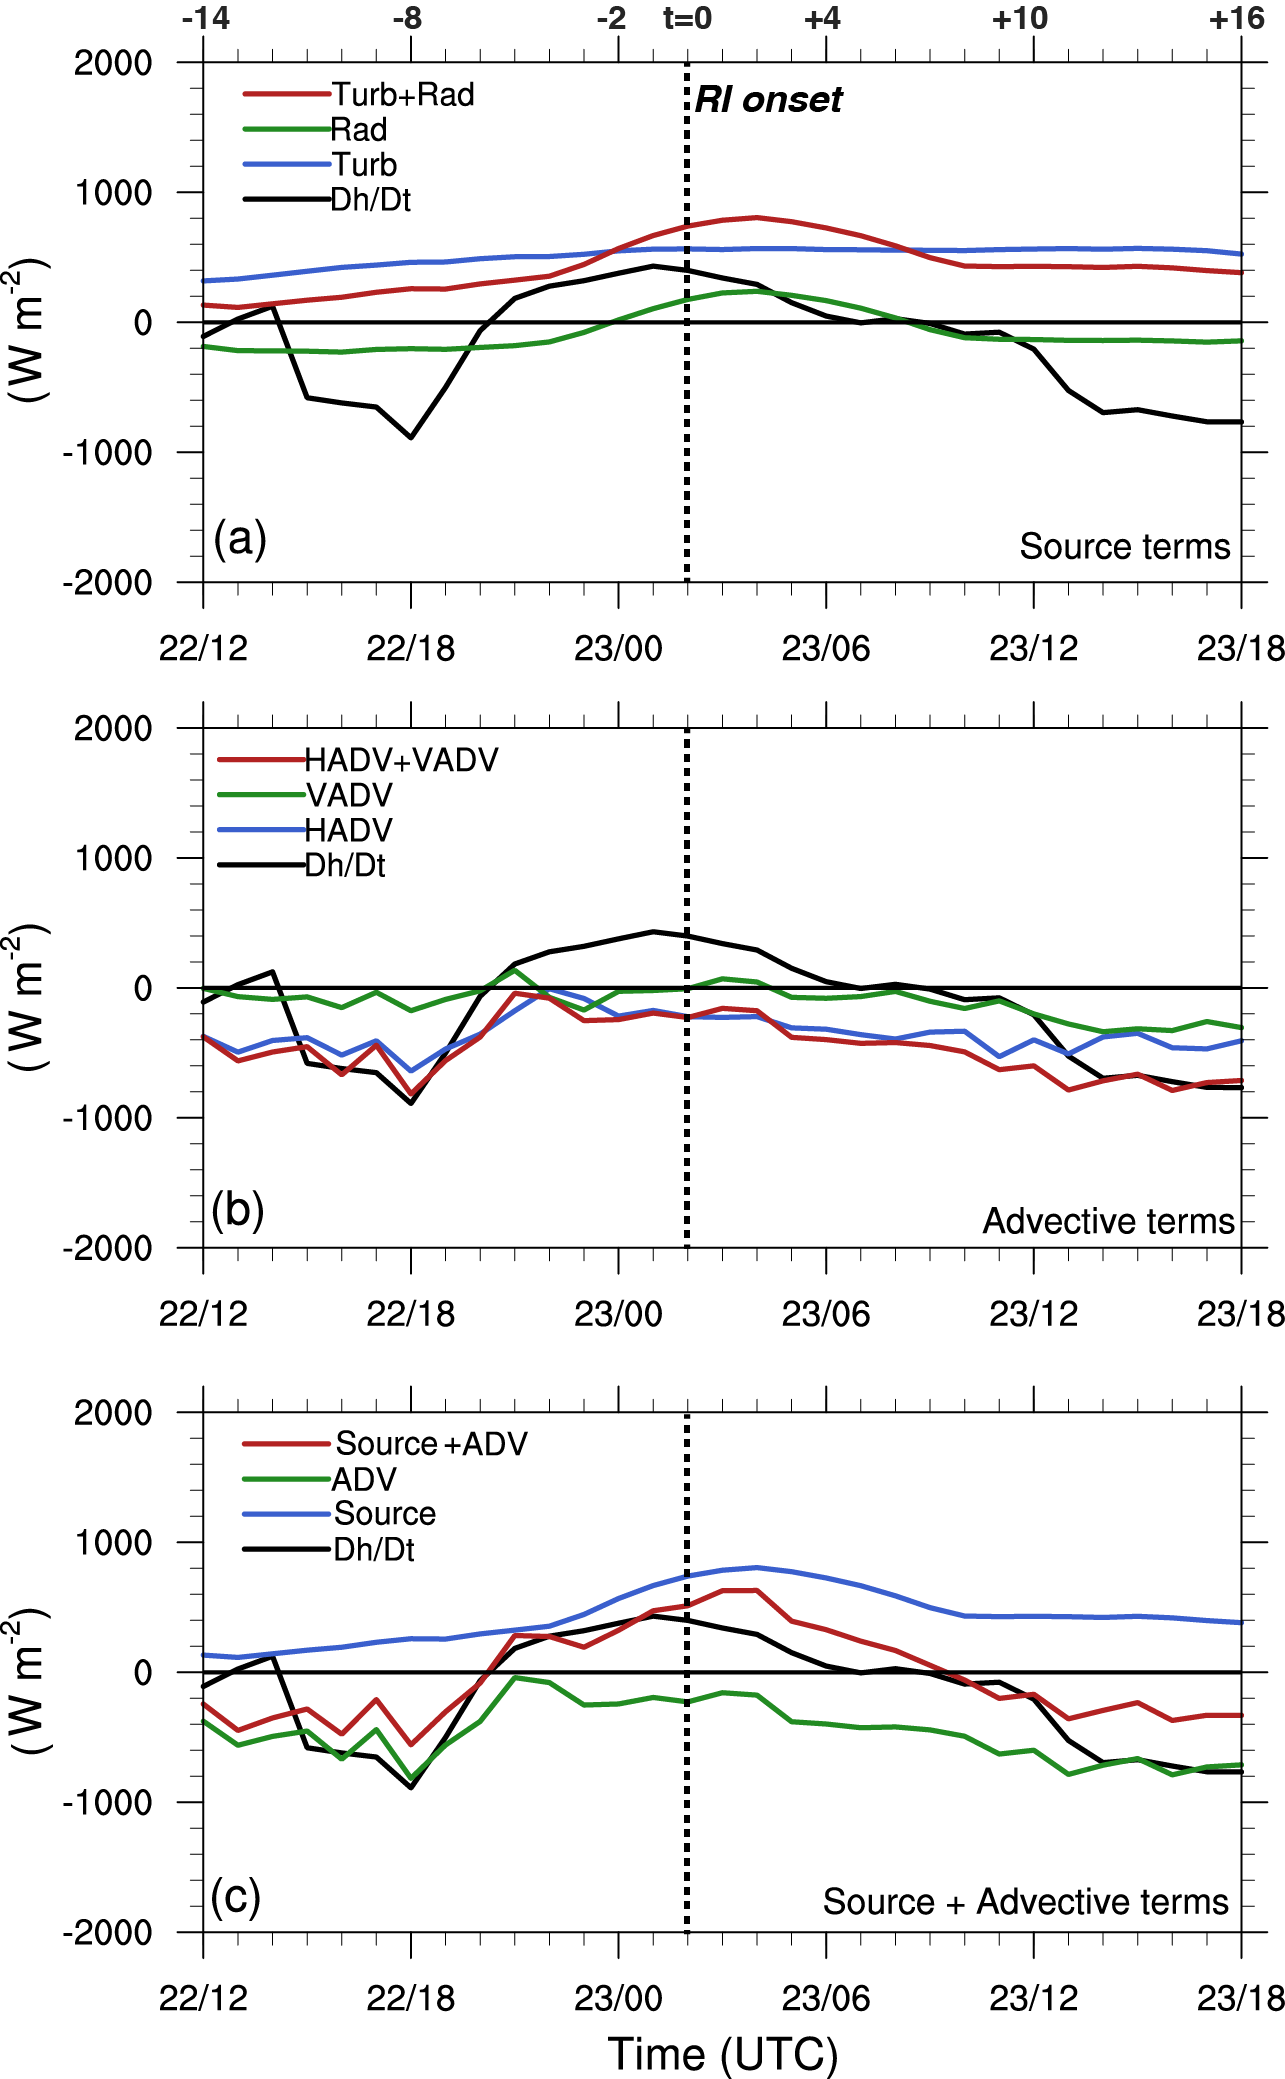 -14 -8 -2 t=0 +4 +10 +16
2000
RI onset
Turb+Rad
Rad
Turb
Dh/Dt
1000
0
-1000
-2000
(W m-2)
(a)
Source terms
22/12 22/18 23/00 23/06 23/12 23/18
2000
HADV+VADV
VADV
HADV
Dh/Dt
1000
0
-1000
-2000
(W m-2)
(b)
Advective terms
22/12 22/18 23/00 23/06 23/12 23/18
2000
Source+ADV
ADV
Source
Dh/Dt
1000
0
-1000
-2000
(W m-2)
(c)
Source + Advective terms
22/12 22/18 23/00 23/06 23/12 23/18
Time (UTC)